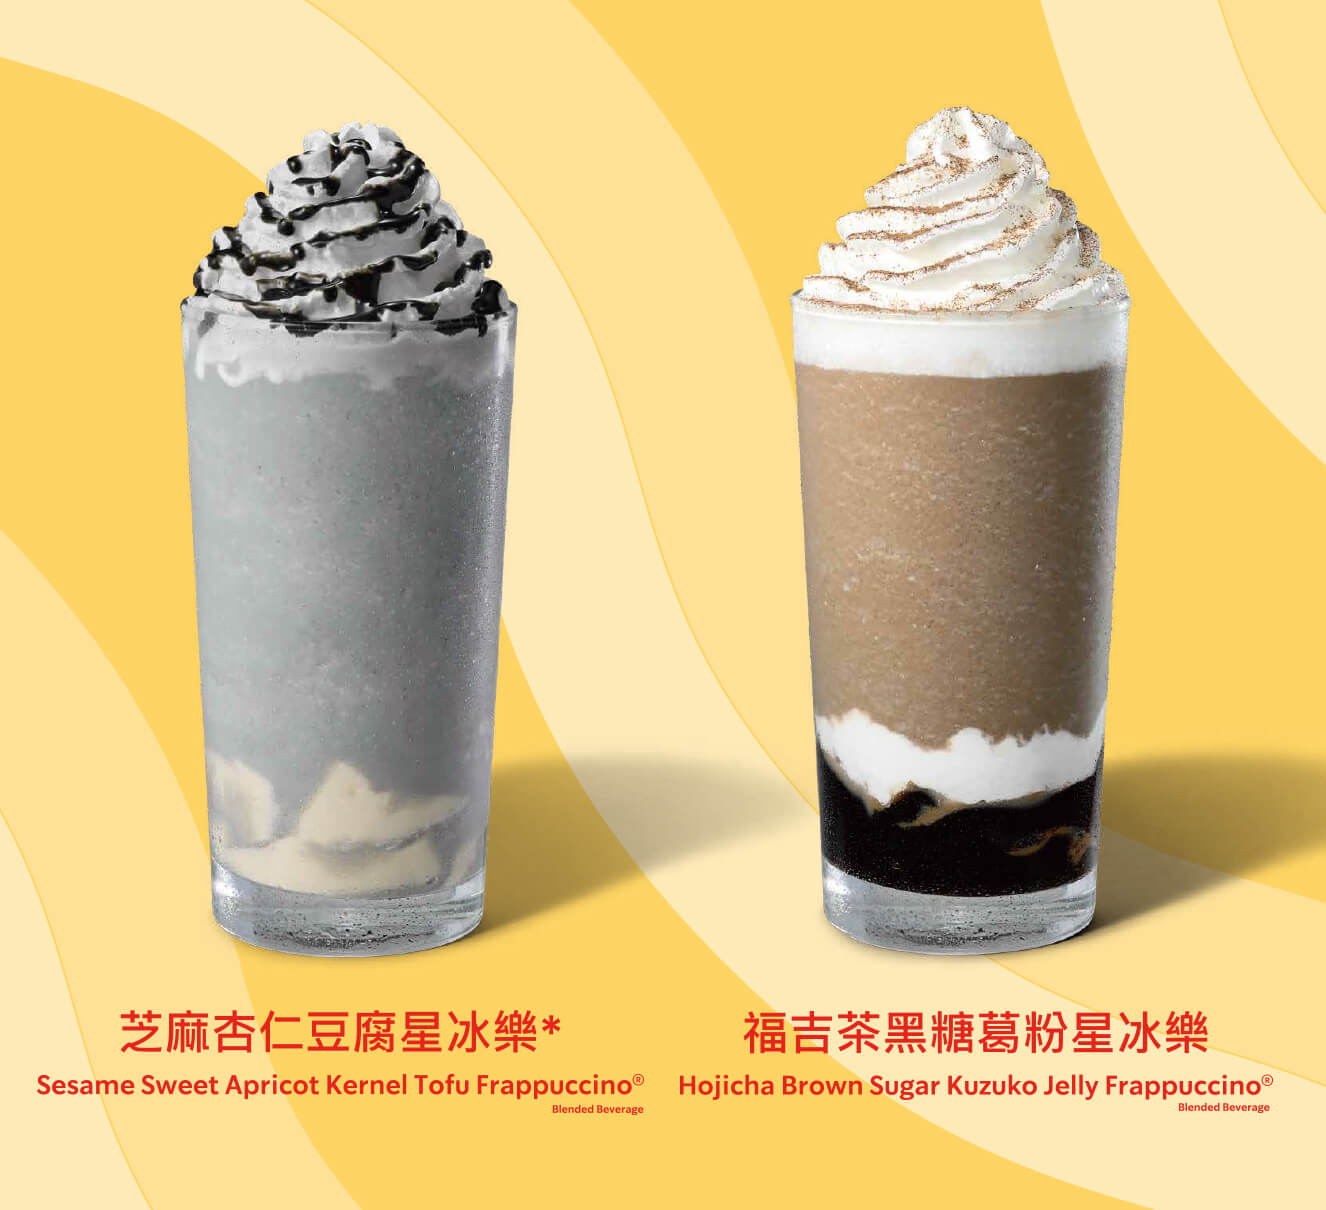 芝麻杏仁豆腐星冰樂*
Sesame Sweet Apricot Kernel Tofu Frappuccino®
Blended Beverage
福吉茶黑糖葛粉星冰樂
Hojicha Brown Sugar Kuzuko Jelly Frappuccino®
Blended Beverage